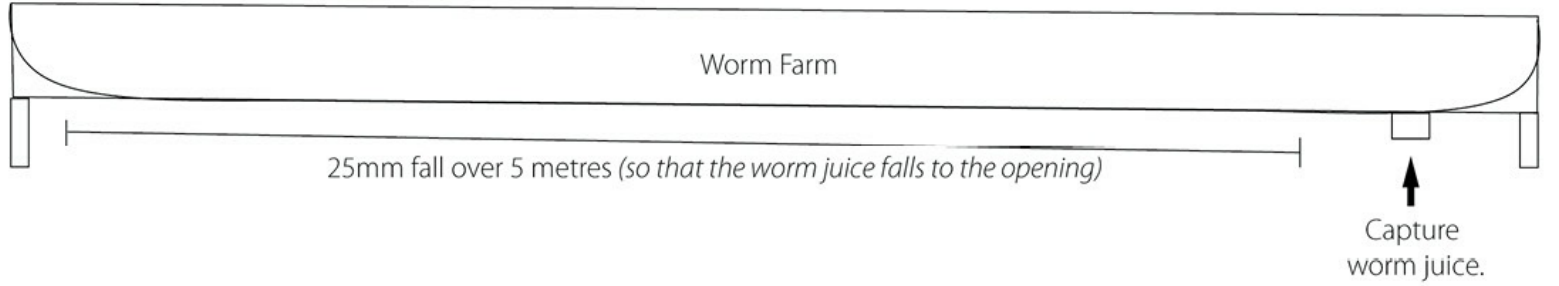 Worm Farm
25mm fall over 5 metres (so that the worm juice falls to the opening)
Capture
worm juice.